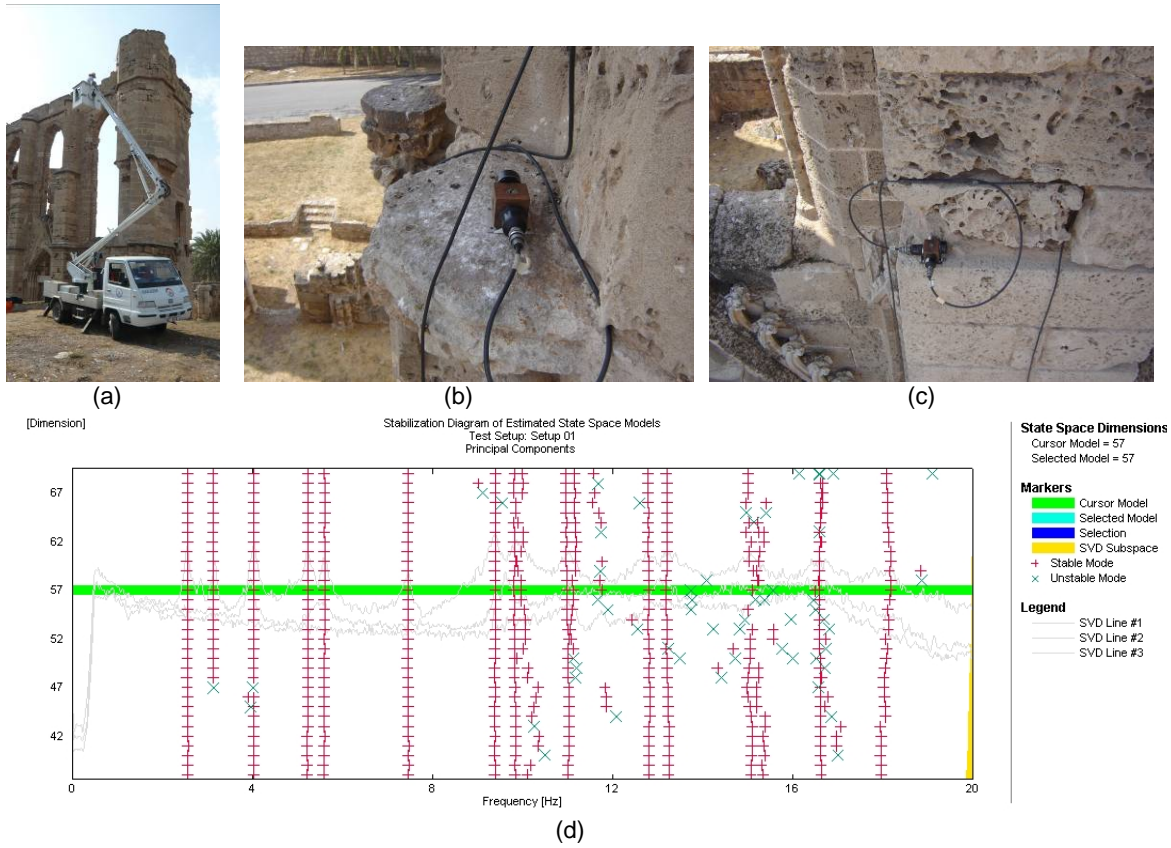 (a)
(b)
(c)
[Dimension]
Stabilization Diagram of Estimated State Space Models
Test Setup: Setup 01
Principal Components
67
62
57
52
47
42
0
4
8
12
16
20
Frequency [Hz]
State Space Dimensions
Cursor Model = 57
Selected Model = 57
Markers
Cursor Model
Selected Model
Selection
SVD Subspace
Stable Mode
Unstable Mode
Legend
SVD Line #1
SVD Line #2
SVD Line #3
(d)